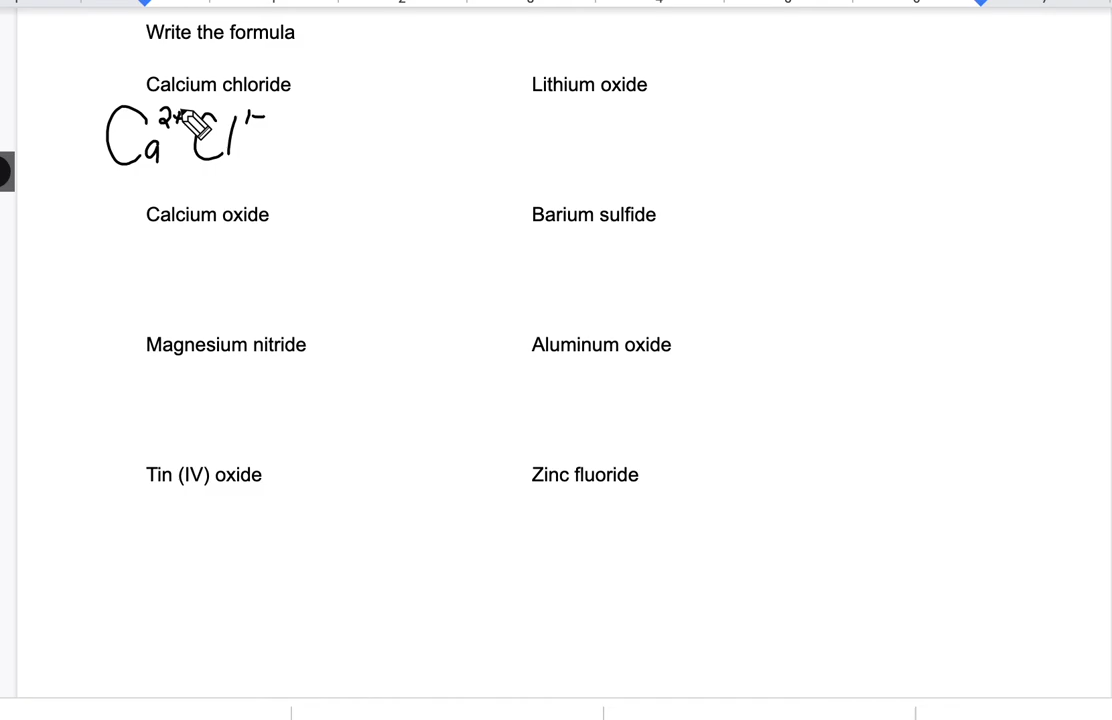 Write the formula
Calcium chloride Lithium oxide
Ca²⁺ Cl¹⁻
Calcium oxide Barium sulfide
Magnesium nitride Aluminum oxide
Tin (IV) oxide Zinc fluoride